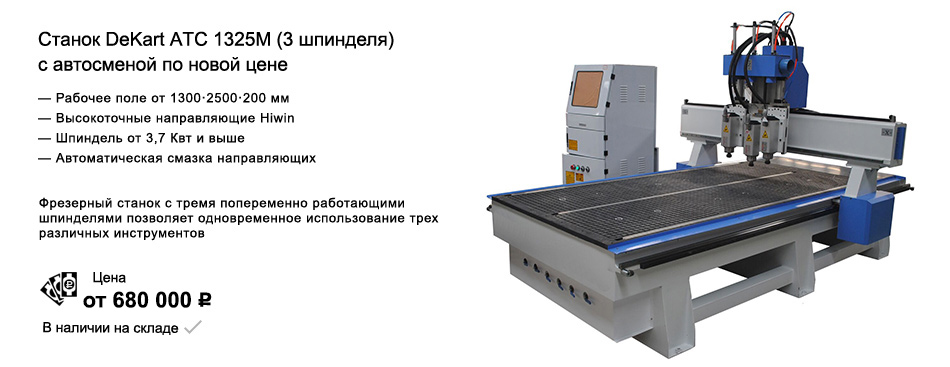 Станок DeKart ATC 1325M (3 шпинделя)
с автосменой по новой цене
— Рабочее поле от 1300·2500·200 мм
— Высокоточные направляющие Hiwin
— Шпиндель от 3,7 Квт и выше
— Автоматическая смазка направляющих
Фрезерный станок с тремя попеременно работающими
шпинделями позволяет одновременное использование трех
различных инструментов
Цена
от 680 000 ₽
В наличии на складе